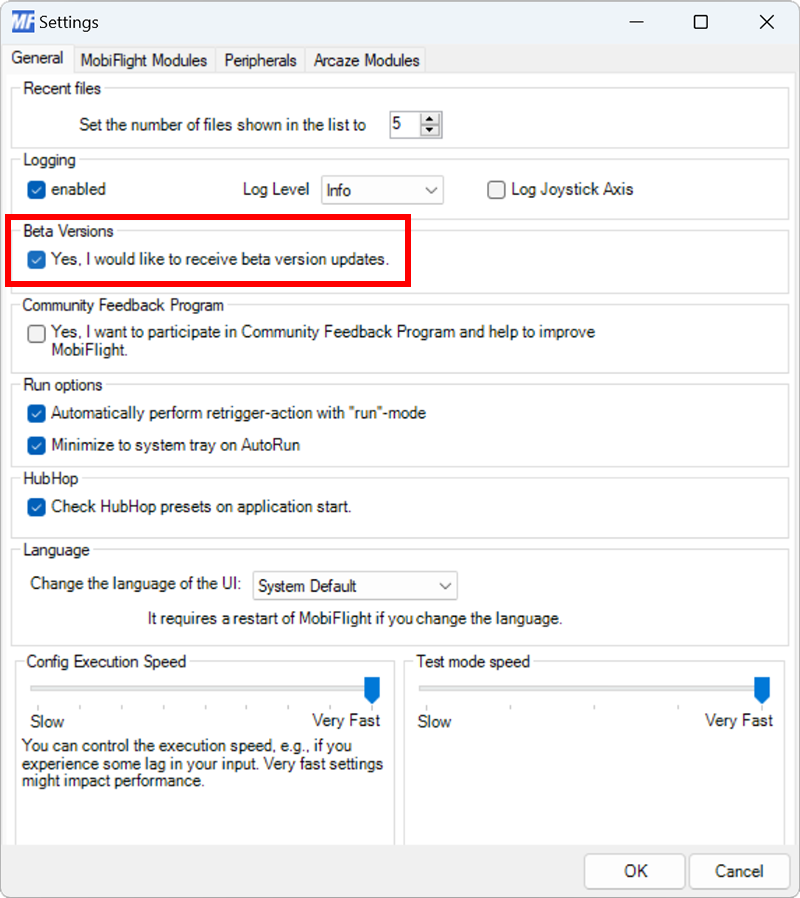 MF Settings
General MobiFlight Modules Peripherals Arcaze Modules
Recent files
Set the number of files shown in the list to 5
Logging
enabled Log Level Info Log Joystick Axis
Beta Versions
Yes, I would like to receive beta version updates.
Community Feedback Program
Yes, I want to participate in Community Feedback Program and help to improve
MobiFlight.
Run options
Automatically perform retrigger-action with "run"-mode
Minimize to system tray on AutoRun
HubHop
Check HubHop presets on application start.
Language
Change the language of the UI: System Default
It requires a restart of MobiFlight if you change the language.
Config Execution Speed
Slow Very Fast
You can control the execution speed, e.g., if you
experience some lag in your input. Very fast settings
might impact performance.
Test mode speed
Slow Very Fast
OK Cancel